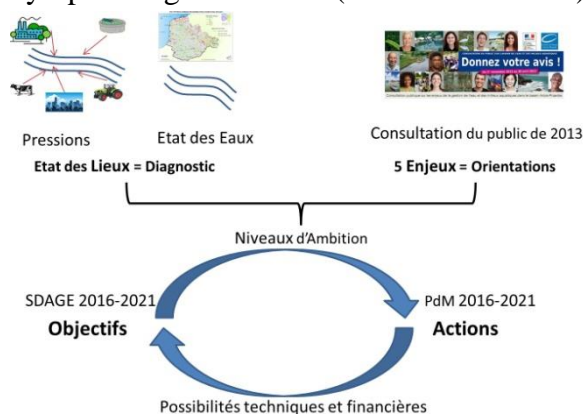 Donnez votre avis !
Pressions
Etat des Eaux
Consultation du public de 2013
Etat des Lieux = Diagnostic
5 Enjeux = Orientations
Niveaux d'Ambition
SDAGE 2016-2021
PdM 2016-2021
Objectifs
Actions
Possibilités techniques et financières